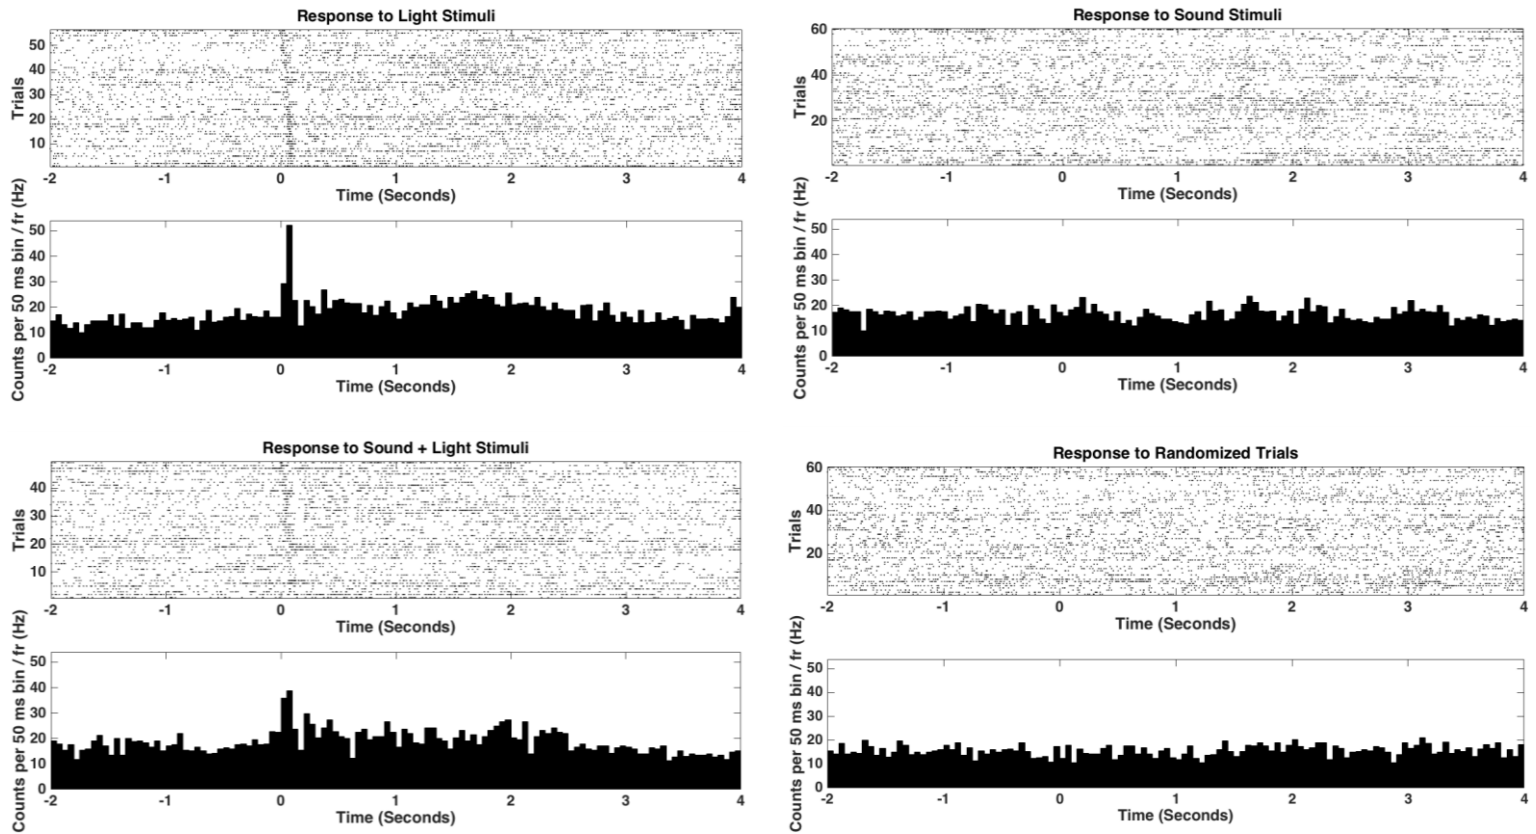 Response to Light Stimuli
Trials
50
40
30
20
10
-2 -1 0 1 2 3 4
Time (Seconds)
Counts per 50 ms bin / fr (Hz)
50
40
30
20
10
0
-2 -1 0 1 2 3 4
Time (Seconds)
Response to Sound Stimuli
Trials
60
40
20
-2 -1 0 1 2 3 4
Time (Seconds)
Counts per 50 ms bin / fr (Hz)
50
40
30
20
10
0
-2 -1 0 1 2 3 4
Time (Seconds)
Response to Sound + Light Stimuli
Trials
40
30
20
10
-2 -1 0 1 2 3 4
Time (Seconds)
Counts per 50 ms bin / fr (Hz)
50
40
30
20
10
0
-2 -1 0 1 2 3 4
Time (Seconds)
Response to Randomized Trials
Trials
60
40
20
-2 -1 0 1 2 3 4
Time (Seconds)
Counts per 50 ms bin / fr (Hz)
50
40
30
20
10
0
-2 -1 0 1 2 3 4
Time (Seconds)